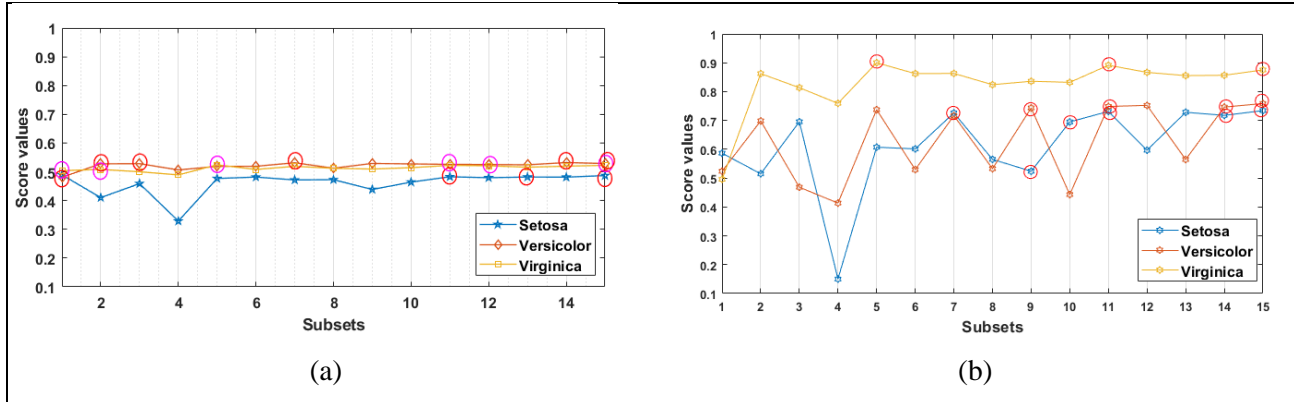 1
0.9
0.8
0.7
0.6
0.5
0.4
0.3
0.2
0.1
Score values
2 4 6 8 10 12 14
Subsets
Setosa
Versicolor
Virginica
(a)
1
0.9
0.8
0.7
0.6
0.5
0.4
0.3
0.2
0.1
Score values
1 2 3 4 5 6 7 8 9 10 11 12 13 14 15
Subsets
Setosa
Versicolor
Virginica
(b)